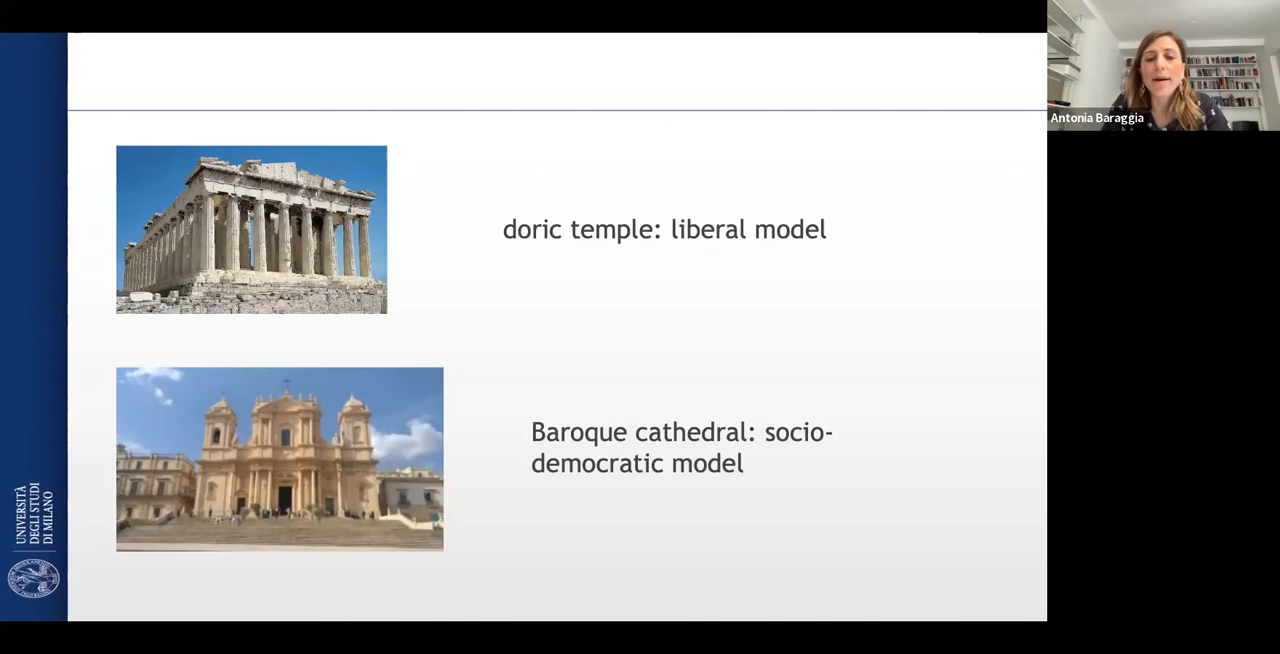 Antonia Baraggia
doric temple: liberal model
Baroque cathedral: socio-
democratic model
UNIVERSITÀ
DEGLI STUDI
DI MILANO